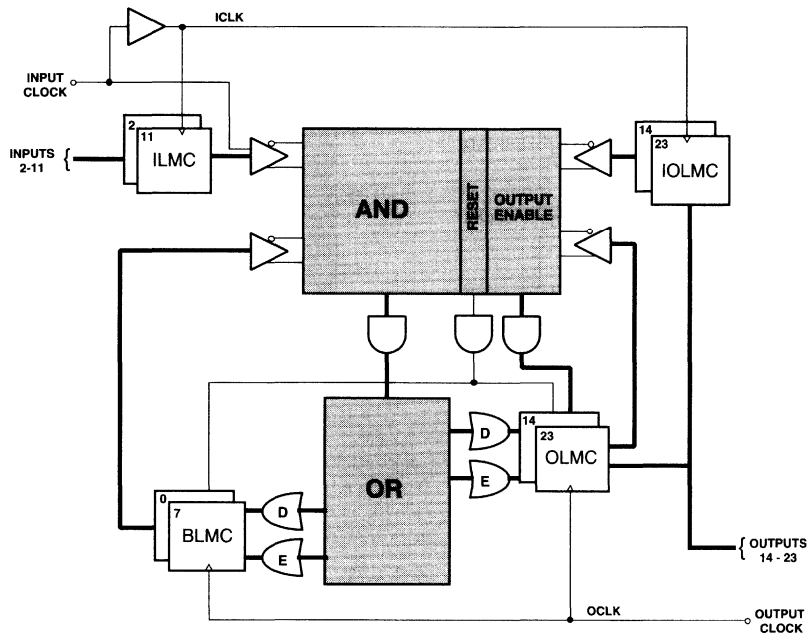 ICLK
INPUT
CLOCK
2
11
ILMC
INPUTS
2-11
14
23
IOLMC
AND
RESET
OUTPUT
ENABLE
D
E
14
23
OLMC
OR
0
7
BLMC
D
E
OUTPUTS
14 - 23
OCLK
OUTPUT
CLOCK